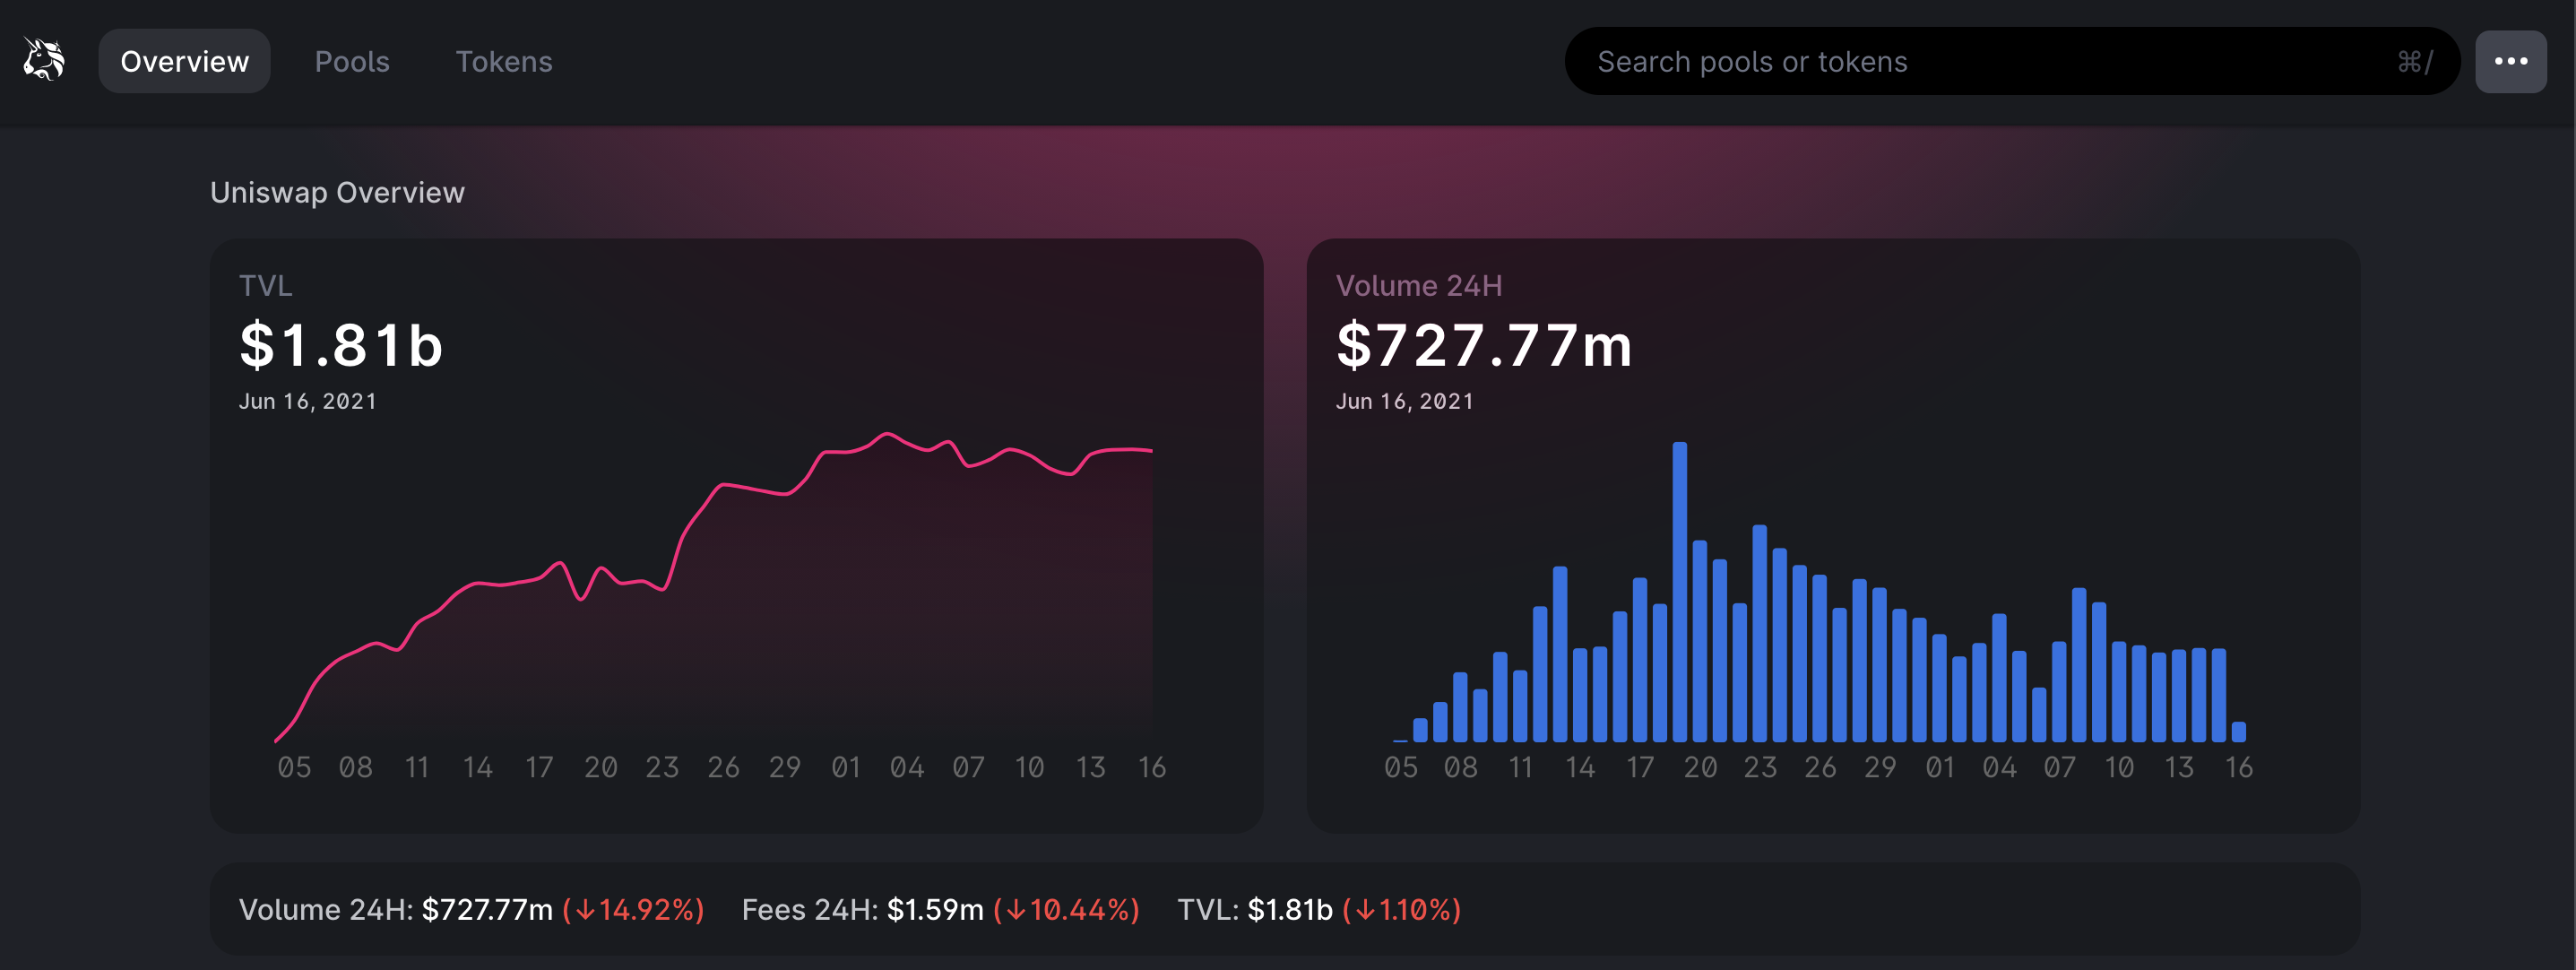 Overview Pools Tokens Search pools or tokens ⌘/
Uniswap Overview
TVL
$1.81b
Jun 16, 2021
05 08 11 14 17 20 23 26 29 01 04 07 10 13 16
Volume 24H
$727.77m
Jun 16, 2021
05 08 11 14 17 20 23 26 29 01 04 07 10 13 16
Volume 24H: $727.77m (↓14.92%) Fees 24H: $1.59m (↓10.44%) TVL: $1.81b (↓1.10%)